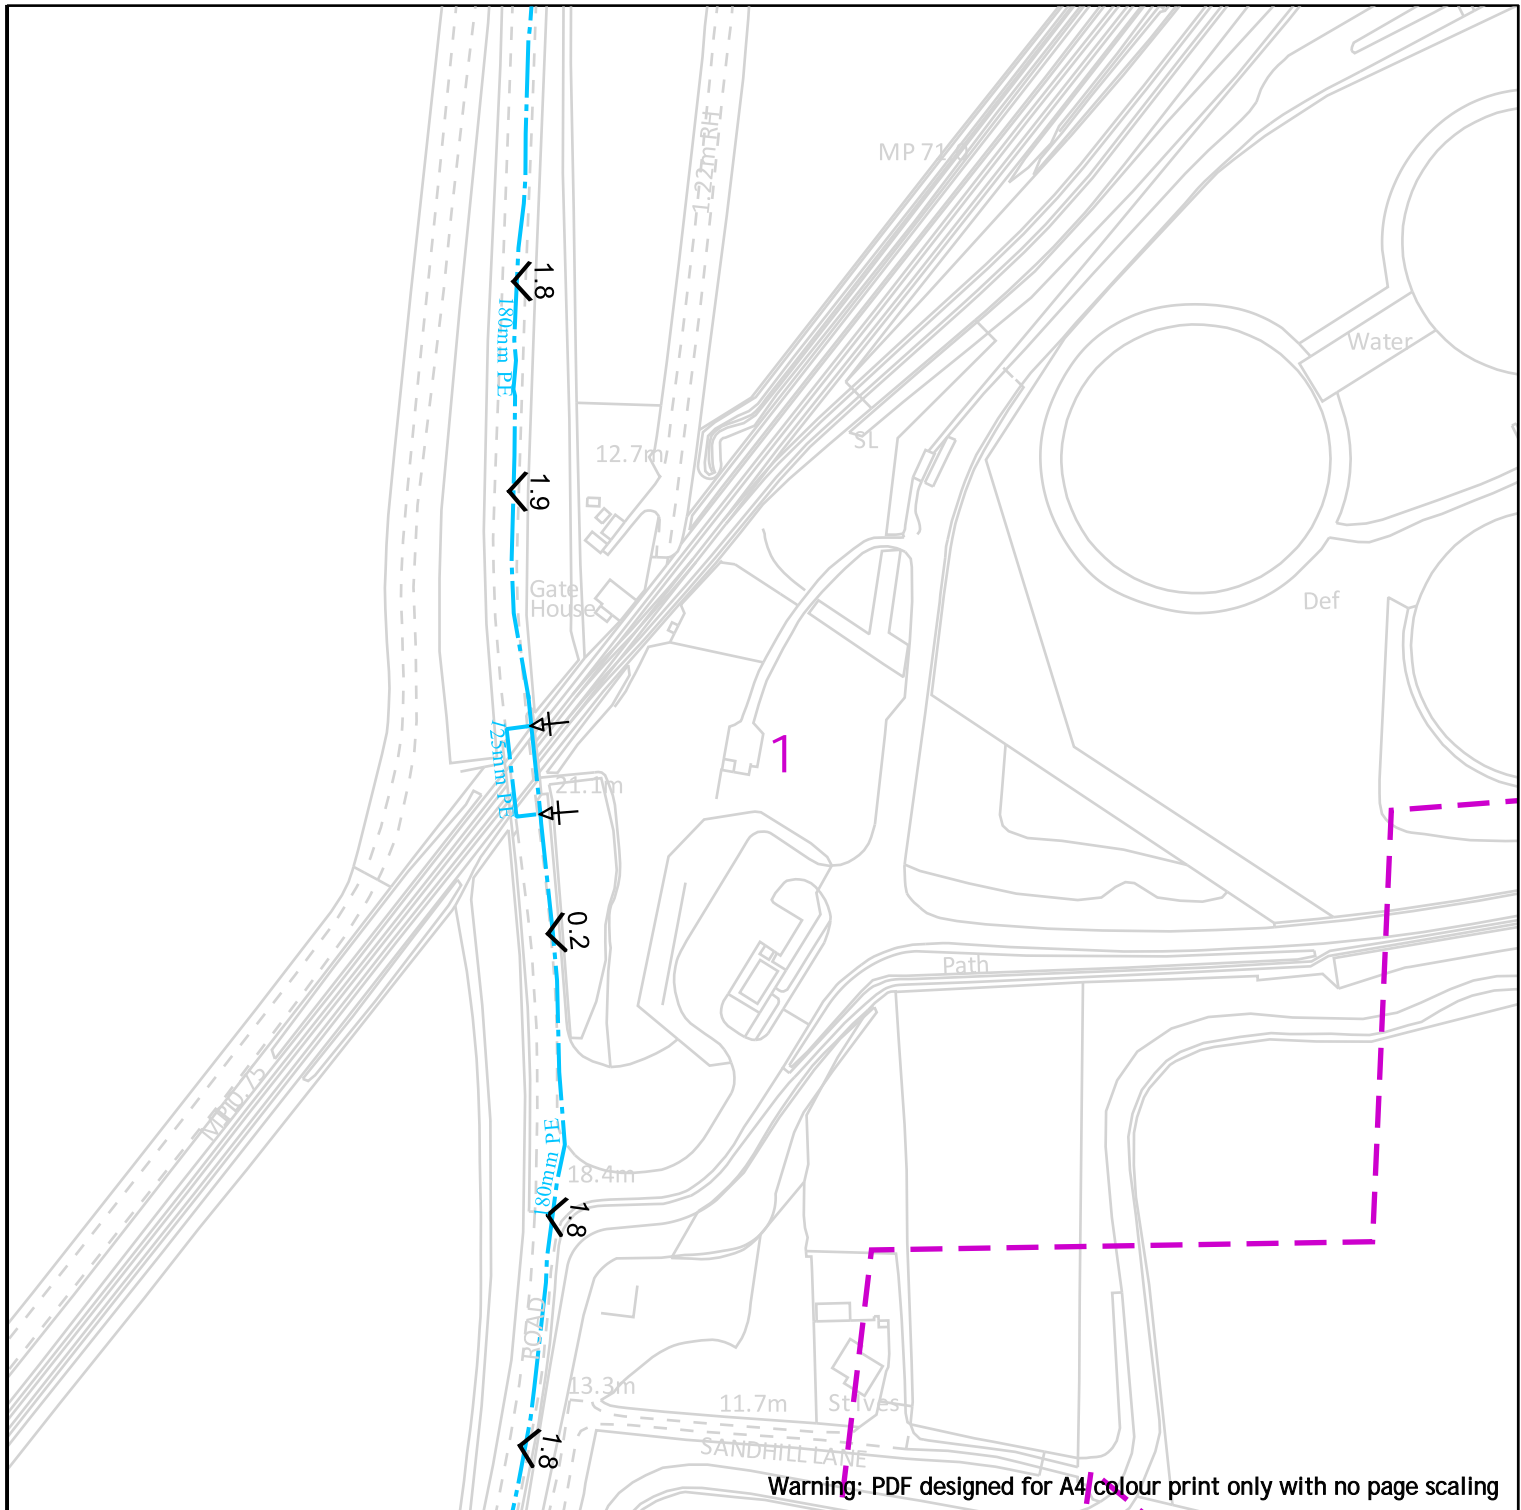 1.22m RH
MP 71.0
1.8
180mm PE
Water
12.7m
SL
1.9
Gate
House
Def
125mm PE
1
21.1m
0.2
Path
MP 0.75
180mm PE
18.4m
1.8
ROAD
13.3m
11.7m
St Ives
SANDHILL LANE
1.8
Warning: PDF designed for A4 colour print only with no page scaling